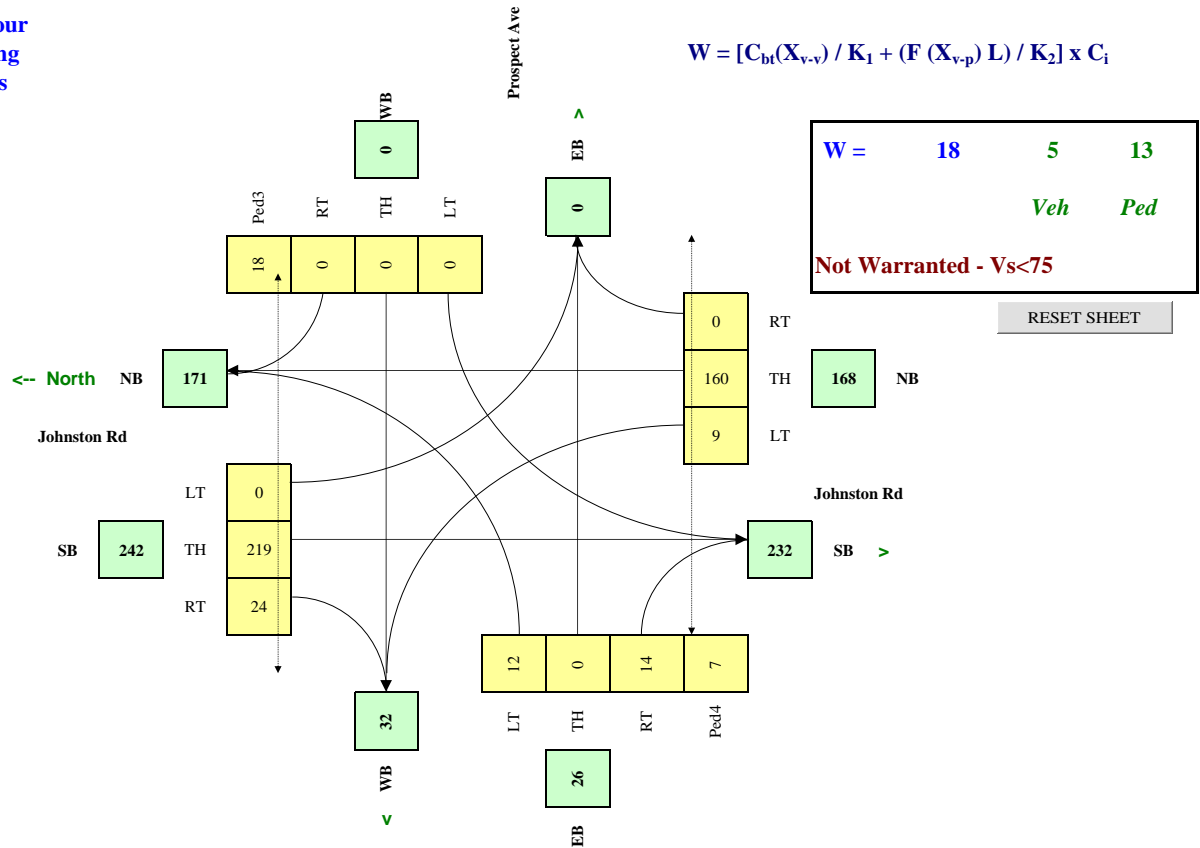 our
ng
s
Prospect Ave
W = [Cbt(Xv-v) / K1 + (F (Xv-p) L) / K2] x Ci
WB
0
^
EB
0
W = 18 5 13
Veh Ped
Not Warranted - Vs<75
RESET SHEET
Ped3 RT TH LT
18 0 0 0
0 RT
160 TH
9 LT
<-- North NB 171
168 NB
Johnston Rd
Johnston Rd
LT 0
TH 219
RT 24
SB 242
232 SB >
12 0 14 7
LT TH RT Ped4
32
WB
v
26
EB